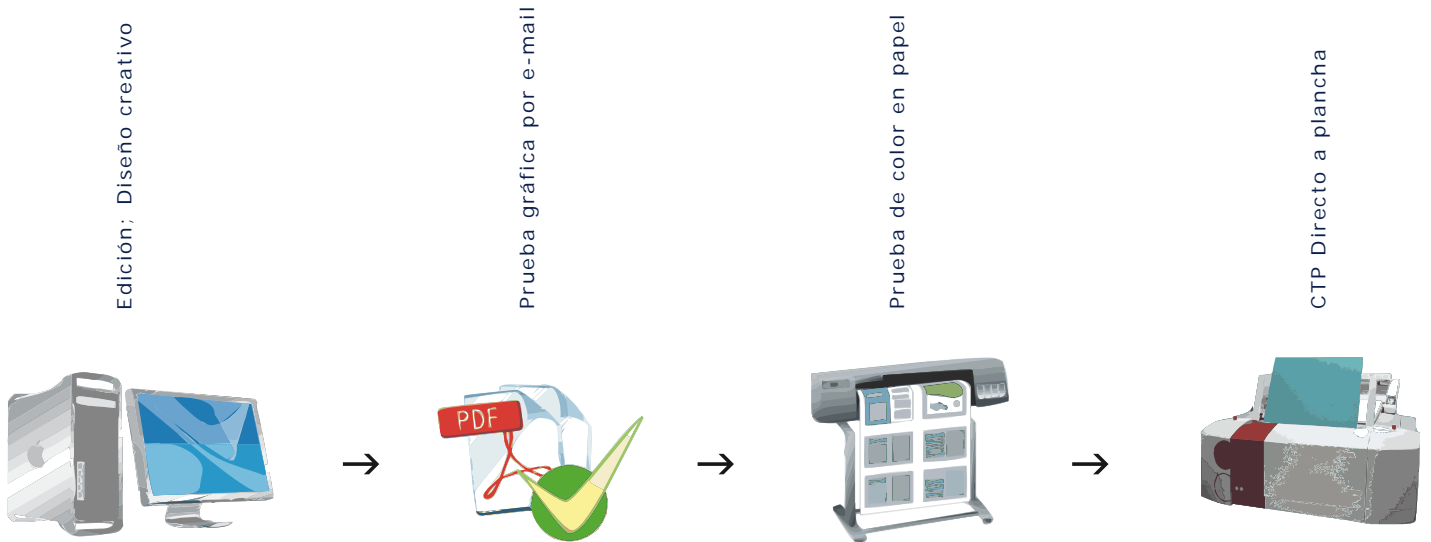 Edición; Diseño creativo
Prueba gráfica por e-mail
Prueba de color en papel
CTP Directo a plancha
PDF